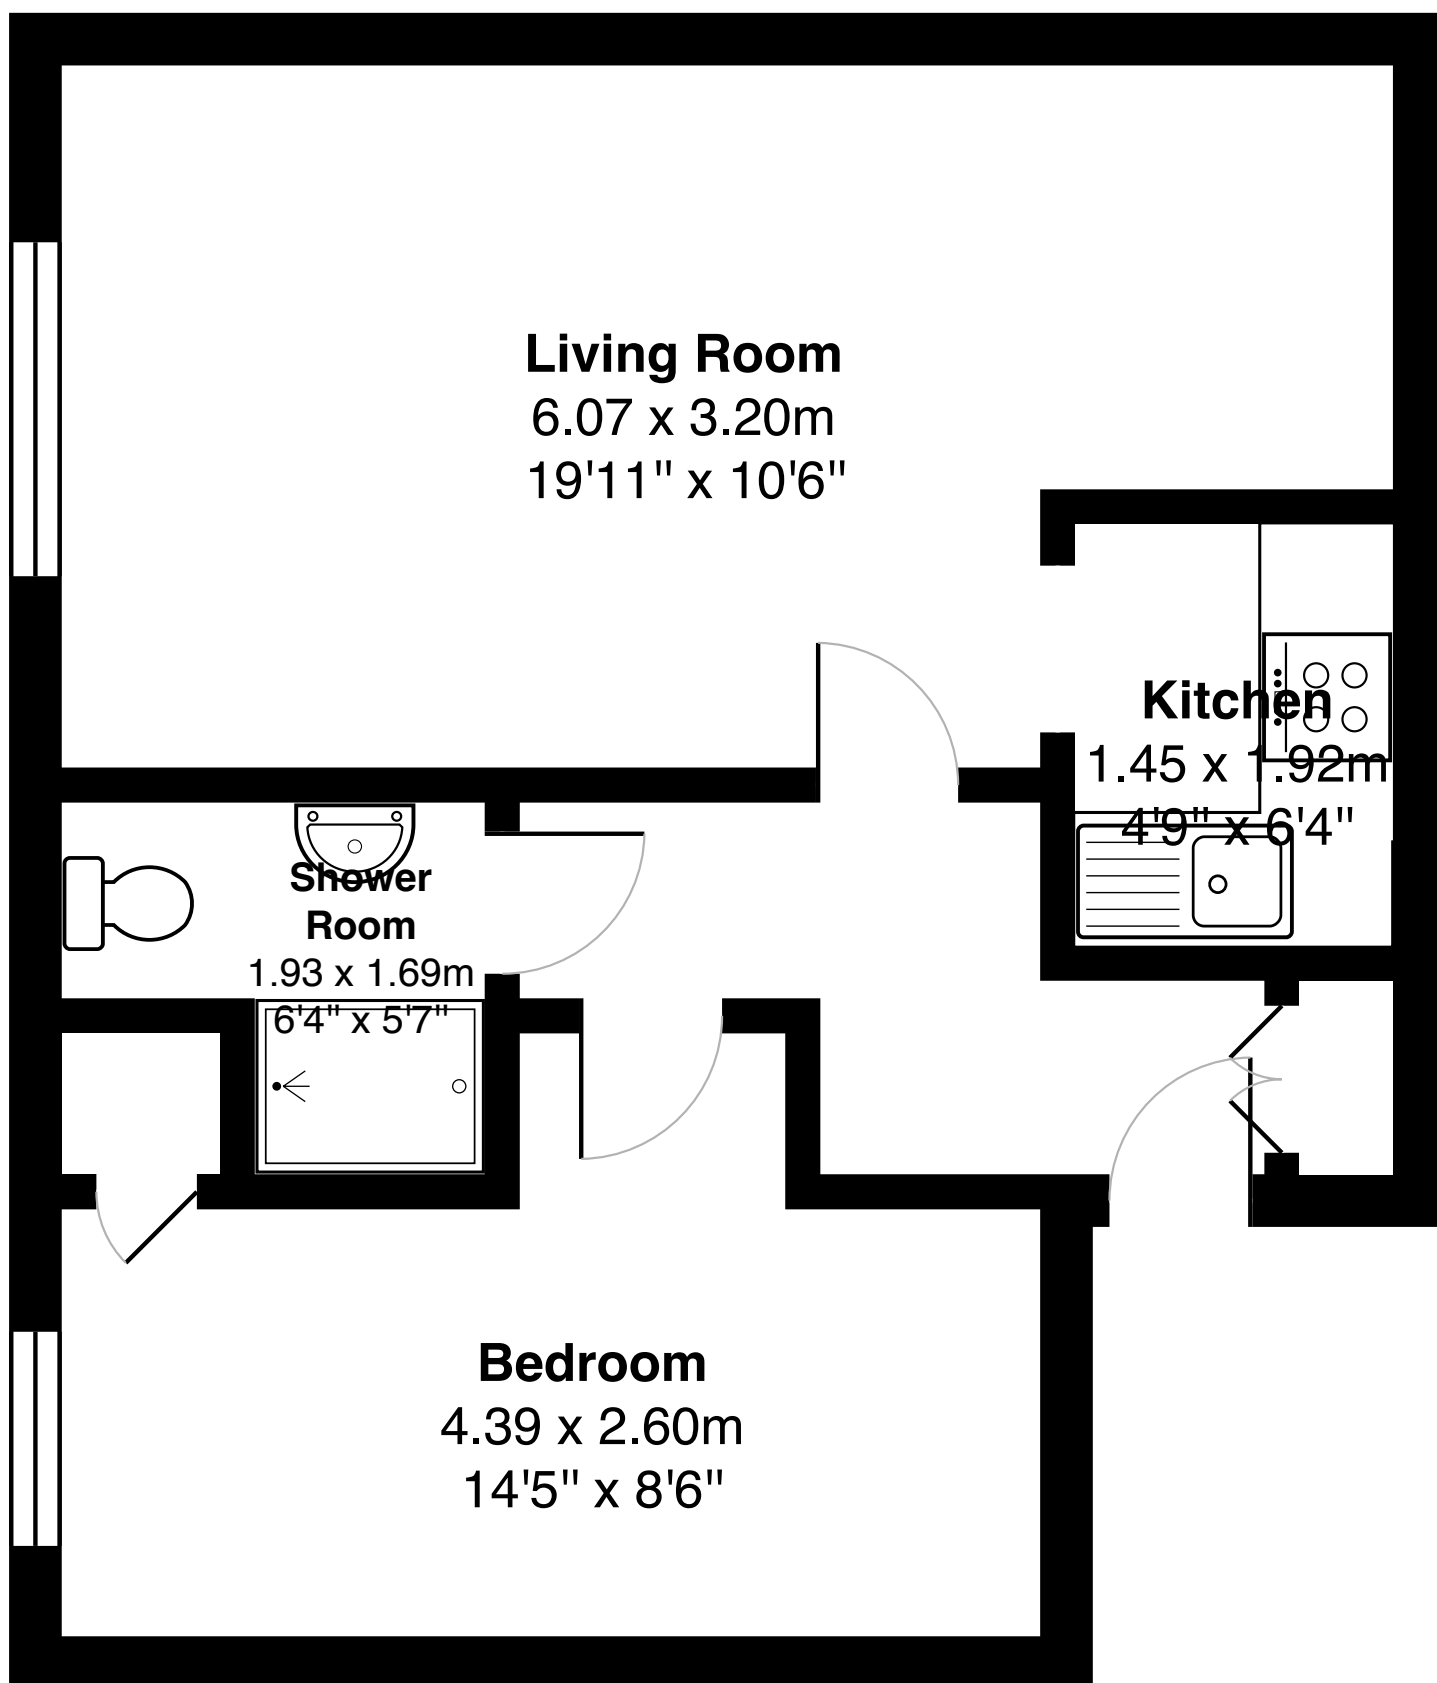 Living Room
6.07 x 3.20m
19'11" x 10'6"
Kitchen
1.45 x 1.92m
4'9" x 6'4"
Shower
Room
1.93 x 1.69m
6'4" x 5'7"
Bedroom
4.39 x 2.60m
14'5" x 8'6"